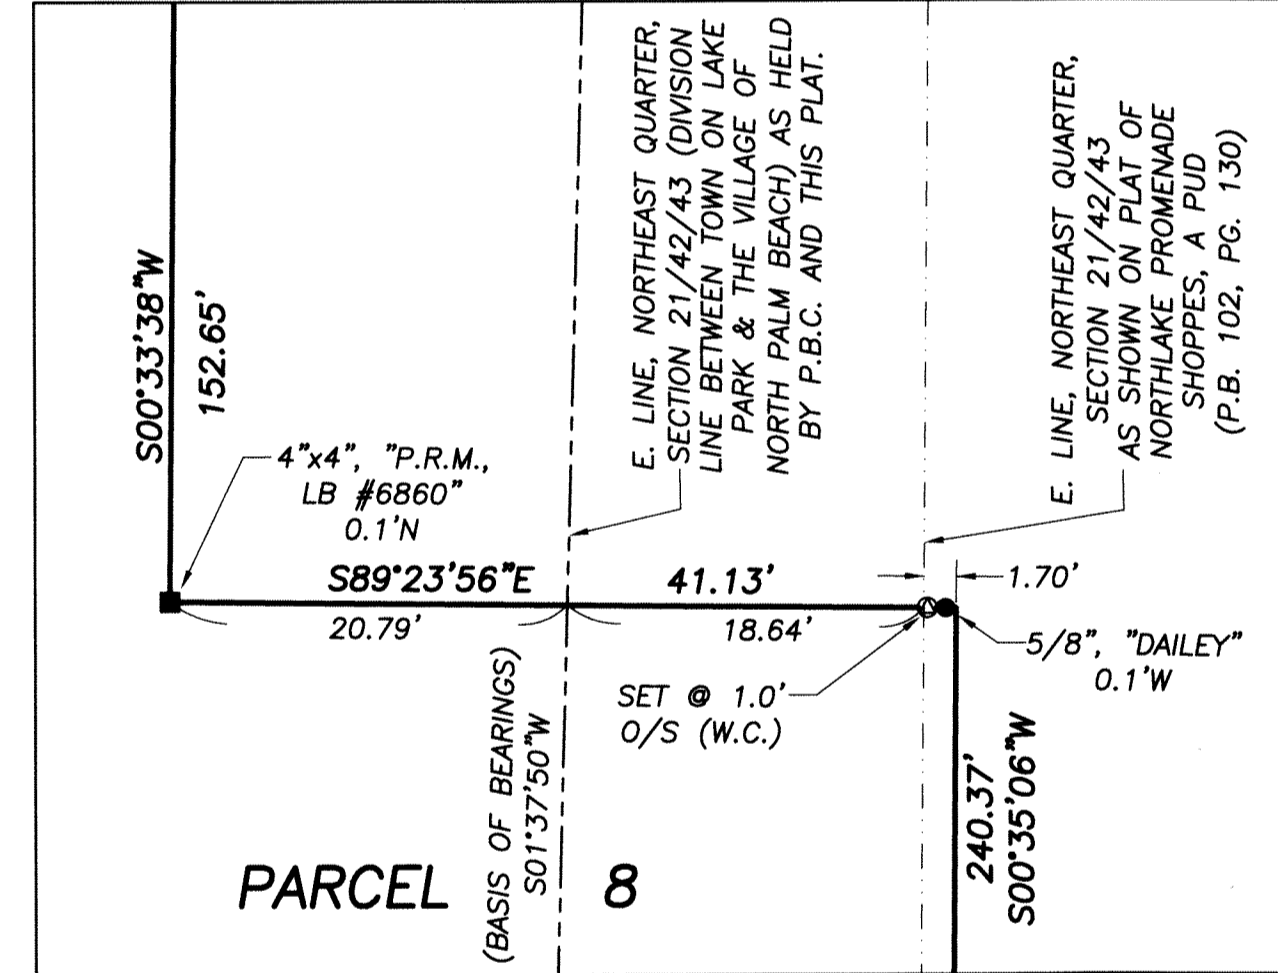 S00°33'38"W
152.65'
4"x4", "P.R.M.,
LB #6860"
0.1'N
E. LINE, NORTHEAST QUARTER,
SECTION 21/42/43 (DIVISION
LINE BETWEEN TOWN ON LAKE
PARK & THE VILLAGE OF
NORTH PALM BEACH) AS HELD
BY P.B.C. AND THIS PLAT.
E. LINE, NORTHEAST QUARTER,
SECTION 21/42/43
AS SHOWN ON PLAT OF
NORTHLAKE PROMENADE
SHOPPES, A PUD
(P.B. 102, PG. 130)
S89°23'56"E
41.13'
1.70'
20.79'
18.64'
5/8", "DAILEY"
0.1'W
SET @ 1.0'
O/S (W.C.)
(BASIS OF BEARINGS)
S01°37'50"W
240.37'
S00°35'06"W
PARCEL 8